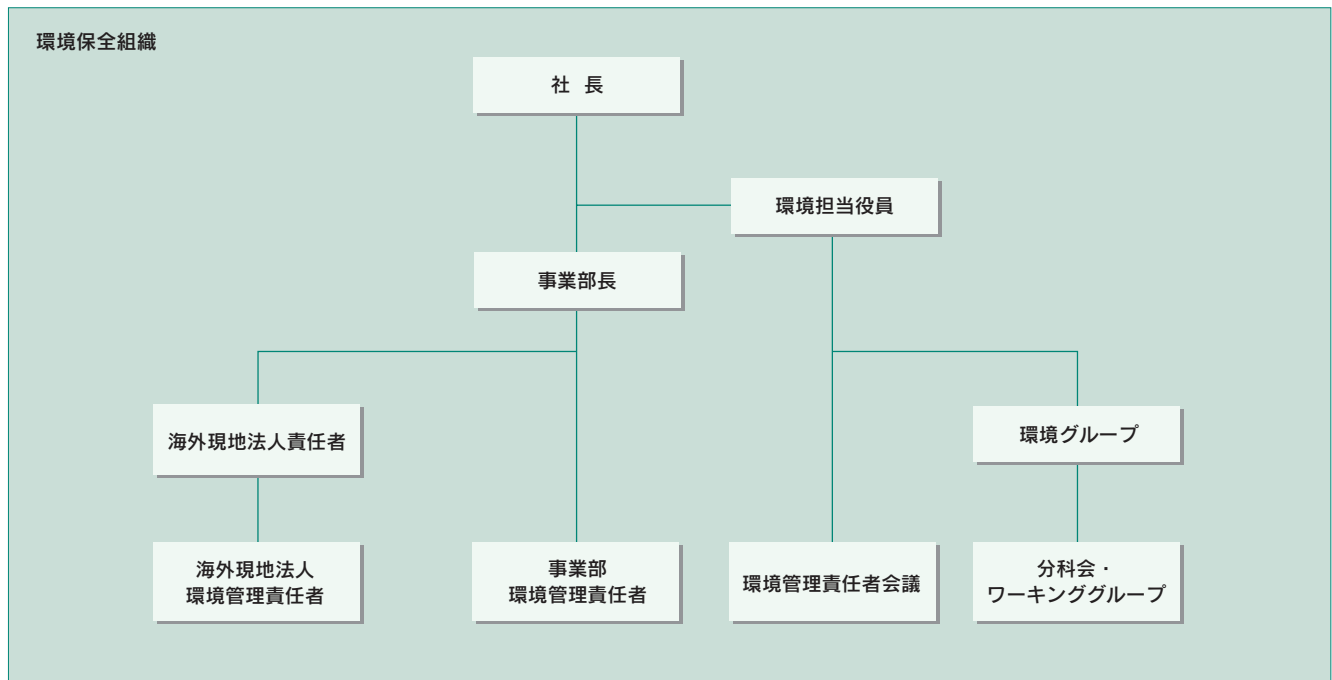 環境保全組織
社 長
環境担当役員
事業部長
海外現地法人責任者
環境グループ
海外現地法人
環境管理責任者
事業部
環境管理責任者
環境管理責任者会議
分科会・
ワーキンググループ